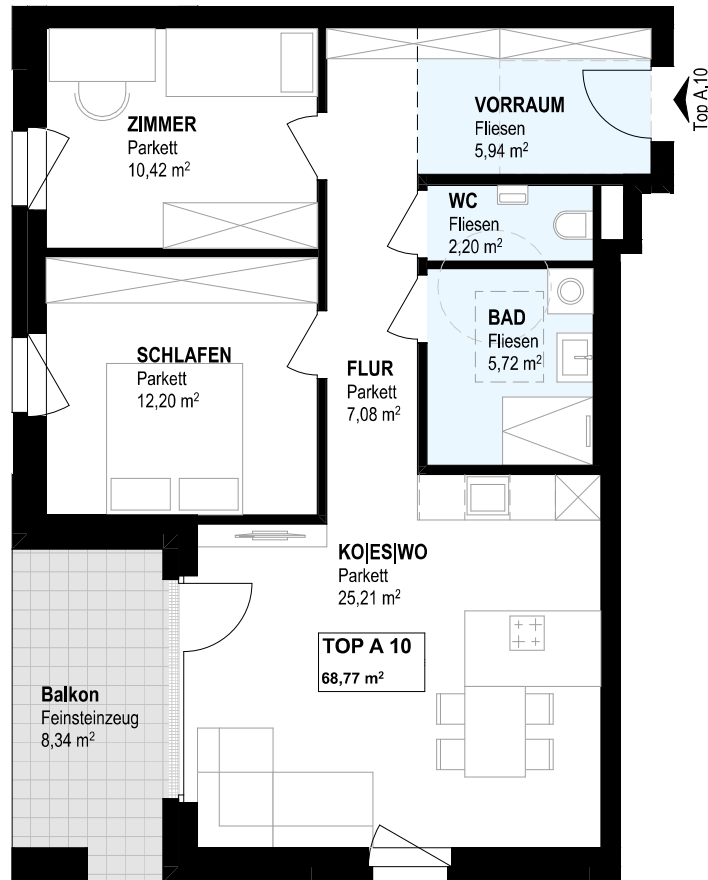 ZIMMER
Parkett
10,42 m²
VORRAUM
Fliesen
5,94 m²
Top A.10
WC
Fliesen
2,20 m²
BAD
Fliesen
5,72 m²
SCHLAFEN
Parkett
12,20 m²
FLUR
Parkett
7,08 m²
KO|ES|WO
Parkett
25,21 m²
TOP A 10
68,77 m²
Balkon
Feinsteinzeug
8,34 m²